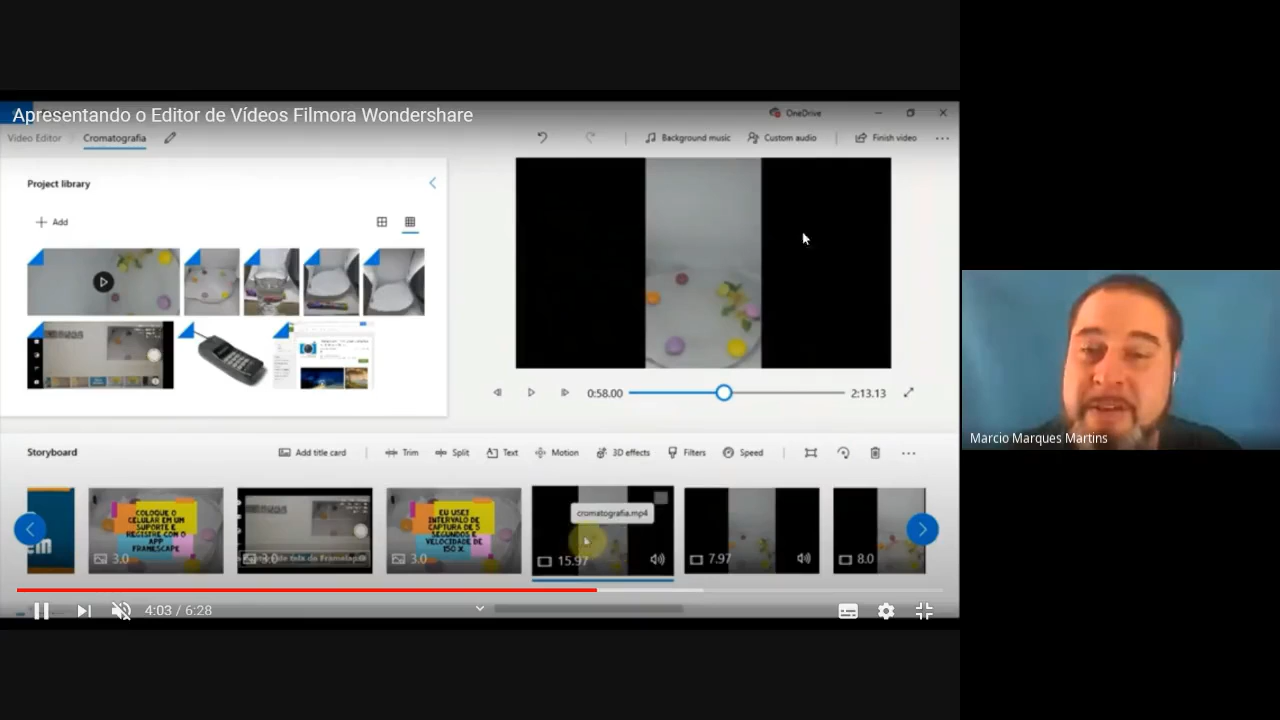 Apresentando o Editor de Vídeos Filmora Wondershare
OneDrive
Video Editor
Cromatografia
Background music
Custom audio
Finish video
Project library
Add
0:58.00
2:13.13
Storyboard
Add title card
Trim
Split
Text
Motion
3D effects
Filters
Speed
em
COLOQUE O
CELULAR EM UM
SUPORTE E
REGISTRE COM O
APP
FRAMESCAPE
3.0
3.0
EU USEI
INTERVALO DE
CAPTURA DE 5
SEGUNDOS E
VELOCIDADE DE
150 X.
3.0
cromatografia.mp4
15.97
7.97
8.0
4:03 / 6:28
Marcio Marques Martins